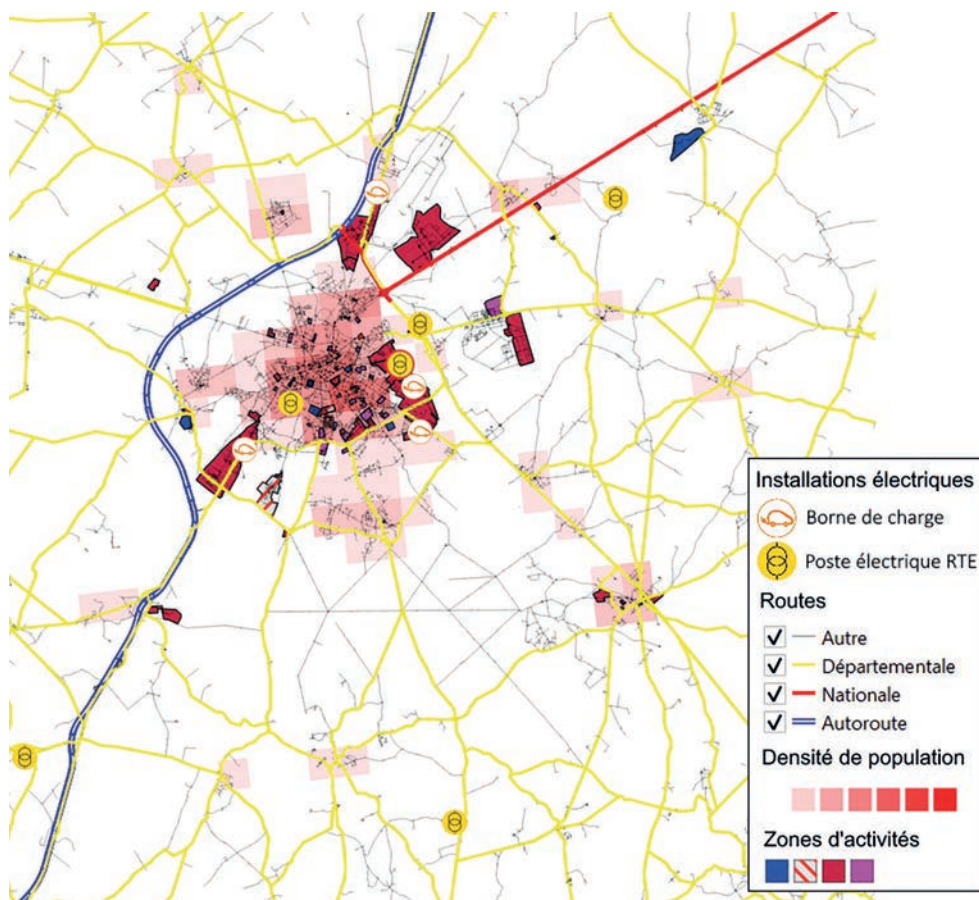 Installations électriques
Borne de charge
Poste électrique RTE
Routes
Autre
Départementale
Nationale
Autoroute
Densité de population
Zones d'activités